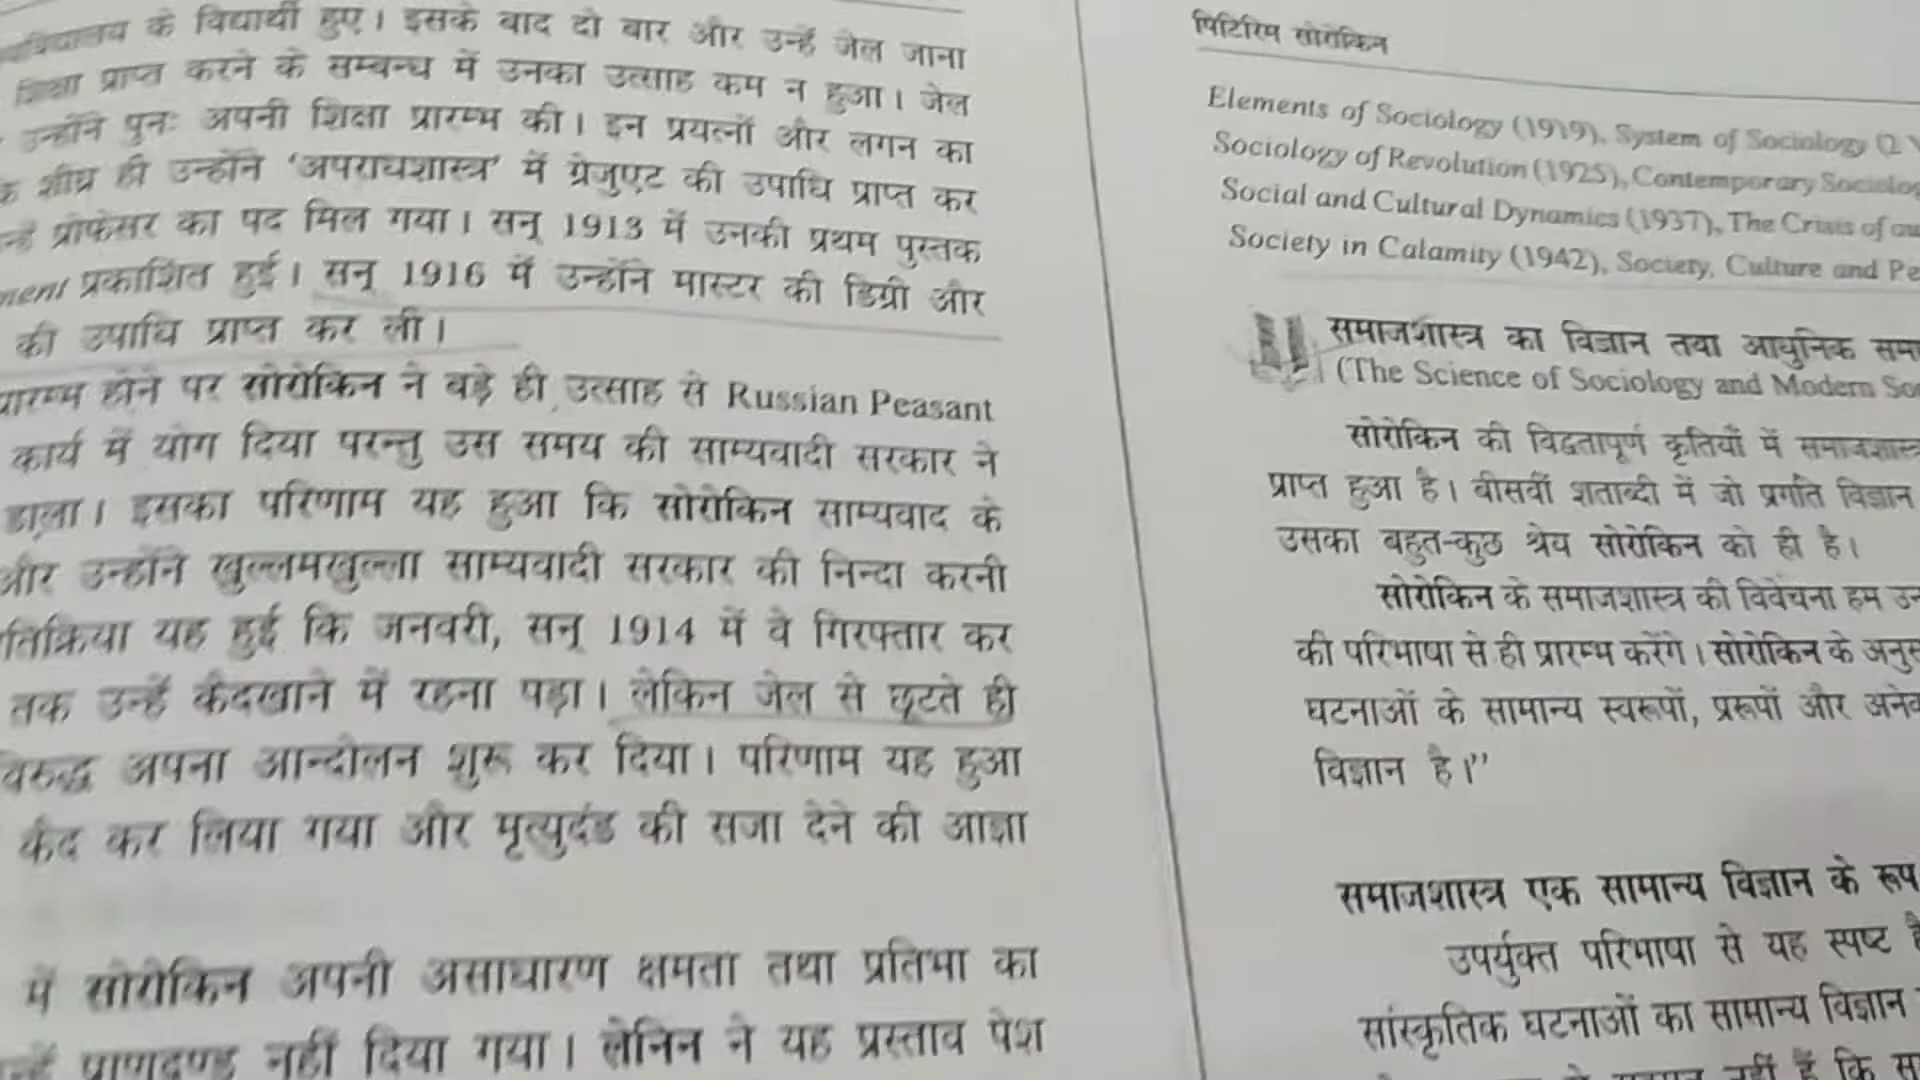 के विद्यार्थी हुए। इसके बाद दो बार और उन्हें जेल जाना
शिक्षा प्राप्त करने के सम्बन्ध में उनका उत्साह कम न हुआ। जेल
उन्होंने पुनः अपनी शिक्षा प्रारम्भ की। इन प्रयत्नों और लगन का
शीघ्र ही उन्होंने ‘अपराधशास्त्र’ में ग्रेजुएट की उपाधि प्राप्त कर
प्रोफेसर का पद मिल गया। सन् 1913 में उनकी प्रथम पुस्तक
प्रकाशित हुई। सन् 1916 में उन्होंने मास्टर की डिग्री और
की उपाधि प्राप्त कर ली।
होने पर सोरोकिन ने बड़े ही उत्साह से Russian Peasant
कार्य में योग दिया परन्तु उस समय की साम्यवादी सरकार ने
डाला। इसका परिणाम यह हुआ कि सोरोकिन साम्यवाद के
और उन्होंने खुल्लमखुल्ला साम्यवादी सरकार की निन्दा करनी
यह हुई कि जनवरी, सन् 1914 में वे गिरफ्तार कर
तक उन्हें कैदखाने में रहना पड़ा। लेकिन जेल से छूटते ही
अपना आन्दोलन शुरू कर दिया। परिणाम यह हुआ
कैद कर लिया गया और मृत्युदंड की सजा देने की आज्ञा
में सोरोकिन अपनी असाधारण क्षमता तथा प्रतिभा का
प्राणदण्ड नहीं दिया गया। लेनिन ने यह प्रस्ताव पेश
पिटिरिम सोरोकिन
Elements of Sociology (1919), System of Sociology (2
Sociology of Revolution (1925), Contemporary
Social and Cultural Dynamics (1937), The Crisis of
Society in Calamity (1942), Society, Culture and
समाजशास्त्र का विज्ञान तथा आधुनिक
(The Science of Sociology and Modern
सोरोकिन की विद्वतापूर्ण कृतियों में समाजशास्त्र
प्राप्त हुआ है। बीसवीं शताब्दी में जो प्रगति विज्ञान
उसका बहुत-कुछ श्रेय सोरोकिन को ही है।
सोरोकिन के समाजशास्त्र की विवेचना हम
की परिभाषा से ही प्रारम्भ करेंगे। सोरोकिन के
घटनाओं के सामान्य स्वरूपों, प्ररूपों और
विज्ञान है।”
समाजशास्त्र एक सामान्य विज्ञान के रूप
उपर्युक्त परिभाषा से यह स्पष्ट
सांस्कृतिक घटनाओं का सामान्य विज्ञान
नहीं हैं कि